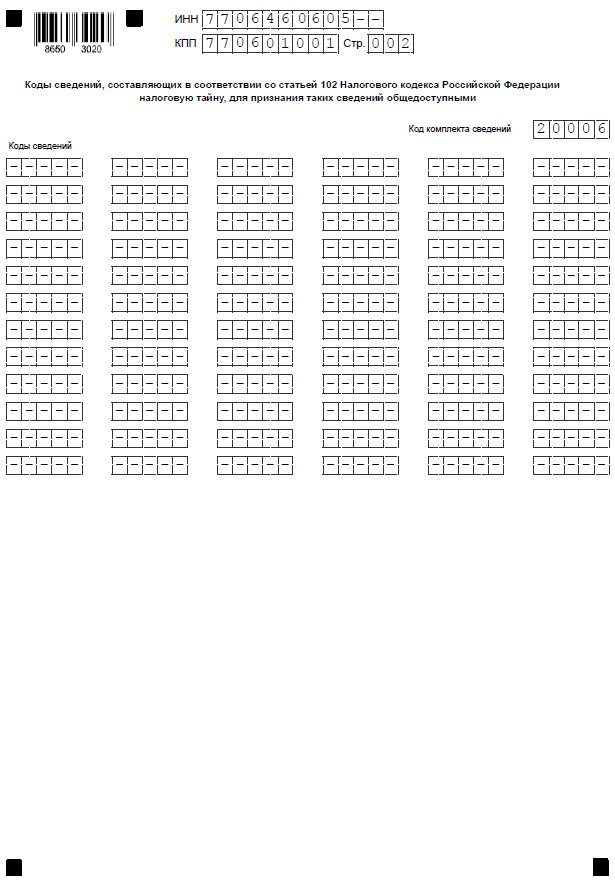 ИНН 7706460605--
8650 3020
КПП 770601001 Стр. 002
Коды сведений, составляющих в соответствии со статьей 102 Налогового кодекса Российской Федерации
налоговую тайну, для признания таких сведений общедоступными
Код комплекта сведений 20006
Коды сведений
----- ----- ----- ----- ----- -----
----- ----- ----- ----- ----- -----
----- ----- ----- ----- ----- -----
----- ----- ----- ----- ----- -----
----- ----- ----- ----- ----- -----
----- ----- ----- ----- ----- -----
----- ----- ----- ----- ----- -----
----- ----- ----- ----- ----- -----
----- ----- ----- ----- ----- -----
----- ----- ----- ----- ----- -----
----- ----- ----- ----- ----- -----
----- ----- ----- ----- ----- -----